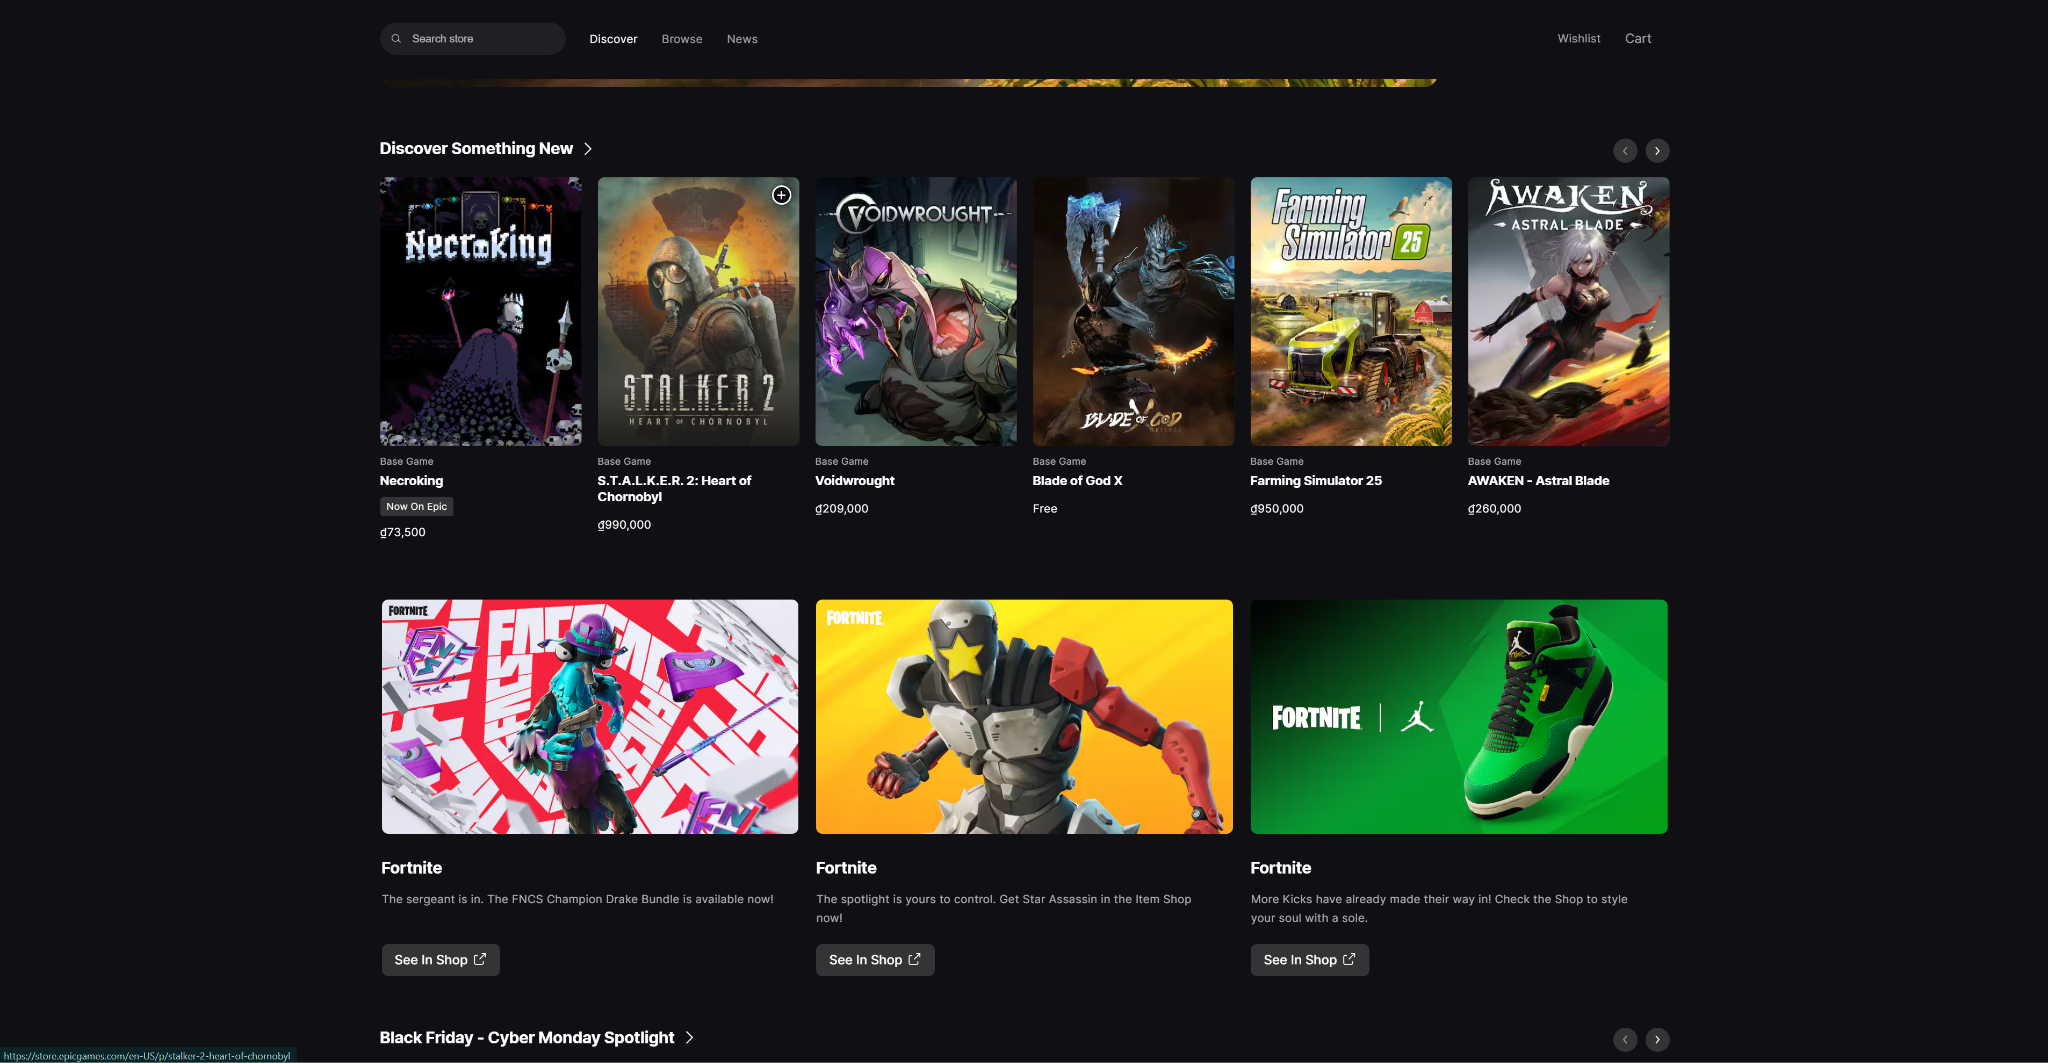 Search store
Discover
Browse
News
Wishlist
Cart
Discover Something New
Necroking
S.T.A.L.K.E.R. 2
HEART OF CHORNOBYL
VOIDWROUGHT
BLADE OF GOD
Farming
Simulator 25
AWAKEN
ASTRAL BLADE
Base Game
Necroking
Now On Epic
₫73,500
Base Game
S.T.A.L.K.E.R. 2: Heart of
Chornobyl
₫990,000
Base Game
Voidwrought
₫209,000
Base Game
Blade of God X
Free
Base Game
Farming Simulator 25
₫950,000
Base Game
AWAKEN - Astral Blade
₫260,000
FORTNITE
FORTNITE
FORTNITE
Fortnite
The sergeant is in. The FNCS Champion Drake Bundle is available now!
See In Shop
Fortnite
The spotlight is yours to control. Get Star Assassin in the Item Shop
now!
See In Shop
Fortnite
More Kicks have already made their way in! Check the Shop to style
your soul with a sole.
See In Shop
Black Friday - Cyber Monday Spotlight
https://store.epicgames.com/en-US/p/stalker-2-heart-of-chornobyl